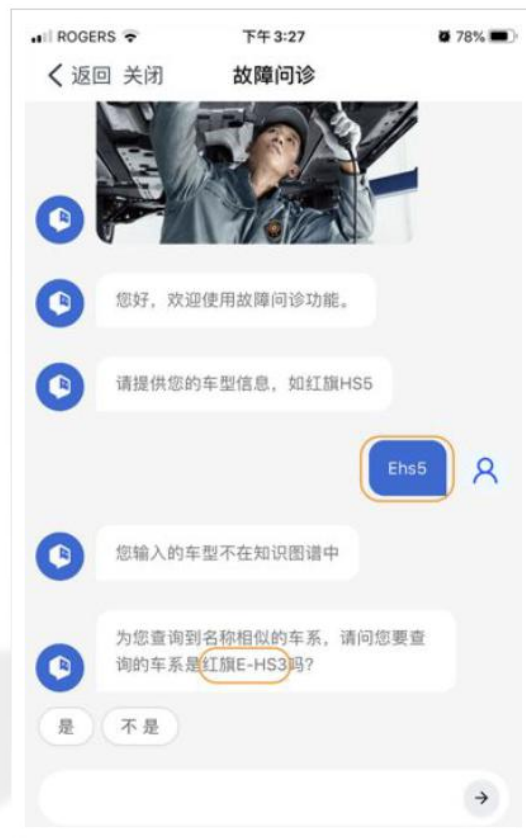 ROGERS 下午 3:27 78%
返回 关闭 故障问诊
您好，欢迎使用故障问诊功能。
请提供您的车型信息，如红旗HS5
Ehs5
您输入的车型不在知识图谱中
为您查询到名称相似的车系，请问您要查
询的车系是红旗E-HS3吗?
是 不是